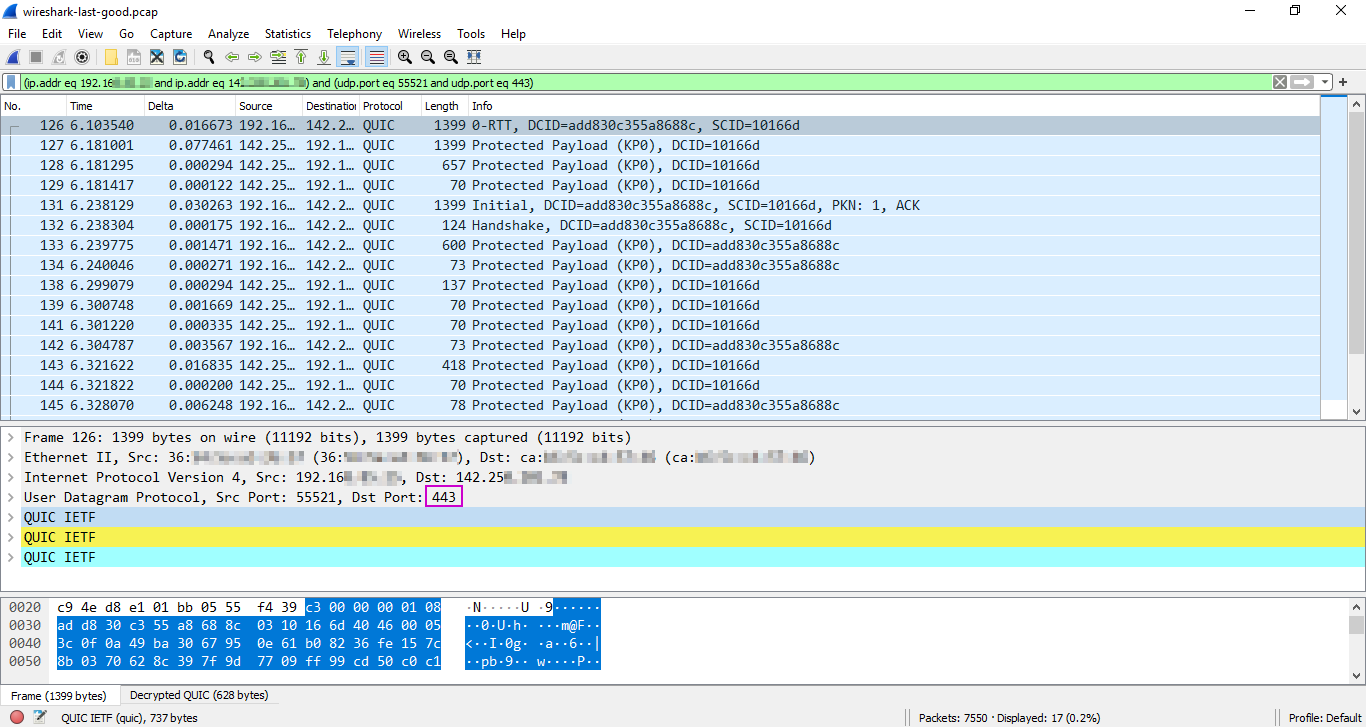 wireshark-last-good.pcap
File Edit View Go Capture Analyze Statistics Telephony Wireless Tools Help
(ip.addr eq 192.16 and ip.addr eq 14 ) and (udp.port eq 55521 and udp.port eq 443)
No. Time Delta Source Destination Protocol Length Info
126 6.103540 0.016673 192.16… 142.2… QUIC 1399 0-RTT, DCID=add830c355a8688c, SCID=10166d
127 6.181001 0.077461 142.25… 192.1… QUIC 1399 Protected Payload (KP0), DCID=10166d
128 6.181295 0.000294 142.25… 192.1… QUIC 657 Protected Payload (KP0), DCID=10166d
129 6.181417 0.000122 142.25… 192.1… QUIC 70 Protected Payload (KP0), DCID=10166d
131 6.238129 0.030263 192.16… 142.2… QUIC 1399 Initial, DCID=add830c355a8688c, SCID=10166d, PKN: 1, ACK
132 6.238304 0.000175 192.16… 142.2… QUIC 124 Handshake, DCID=add830c355a8688c, SCID=10166d
133 6.239775 0.001471 192.16… 142.2… QUIC 600 Protected Payload (KP0), DCID=add830c355a8688c
134 6.240046 0.000271 192.16… 142.2… QUIC 73 Protected Payload (KP0), DCID=add830c355a8688c
138 6.299079 0.000294 142.25… 192.1… QUIC 137 Protected Payload (KP0), DCID=10166d
139 6.300748 0.001669 142.25… 192.1… QUIC 70 Protected Payload (KP0), DCID=10166d
141 6.301220 0.000335 142.25… 192.1… QUIC 70 Protected Payload (KP0), DCID=10166d
142 6.304787 0.003567 192.16… 142.2… QUIC 73 Protected Payload (KP0), DCID=add830c355a8688c
143 6.321622 0.016835 142.25… 192.1… QUIC 418 Protected Payload (KP0), DCID=10166d
144 6.321822 0.000200 142.25… 192.1… QUIC 70 Protected Payload (KP0), DCID=10166d
145 6.328070 0.006248 192.16… 142.2… QUIC 78 Protected Payload (KP0), DCID=add830c355a8688c
Frame 126: 1399 bytes on wire (11192 bits), 1399 bytes captured (11192 bits)
Ethernet II, Src: 36: (36: ), Dst: ca: (ca: )
Internet Protocol Version 4, Src: 192.16 , Dst: 142.25
User Datagram Protocol, Src Port: 55521, Dst Port: 443
QUIC IETF
QUIC IETF
QUIC IETF
0020 c9 4e d8 e1 01 bb 05 55 f4 39 c3 00 00 00 01 08 ·N·····U ·9······
0030 ad d8 30 c3 55 a8 68 8c 03 10 16 6d 40 46 00 05 ··0·U·h· ···m@F··
0040 3c 0f 0a 49 ba 30 67 95 0e 61 b0 82 36 fe 15 7c <··I·0g· ·a··6··|
0050 8b 03 70 62 8c 39 7f 9d 77 09 ff 99 cd 50 c0 c1 ··pb·9·· w····P··
Frame (1399 bytes) Decrypted QUIC (628 bytes)
QUIC IETF (quic), 737 bytes Packets: 7550 · Displayed: 17 (0.2%) Profile: Default